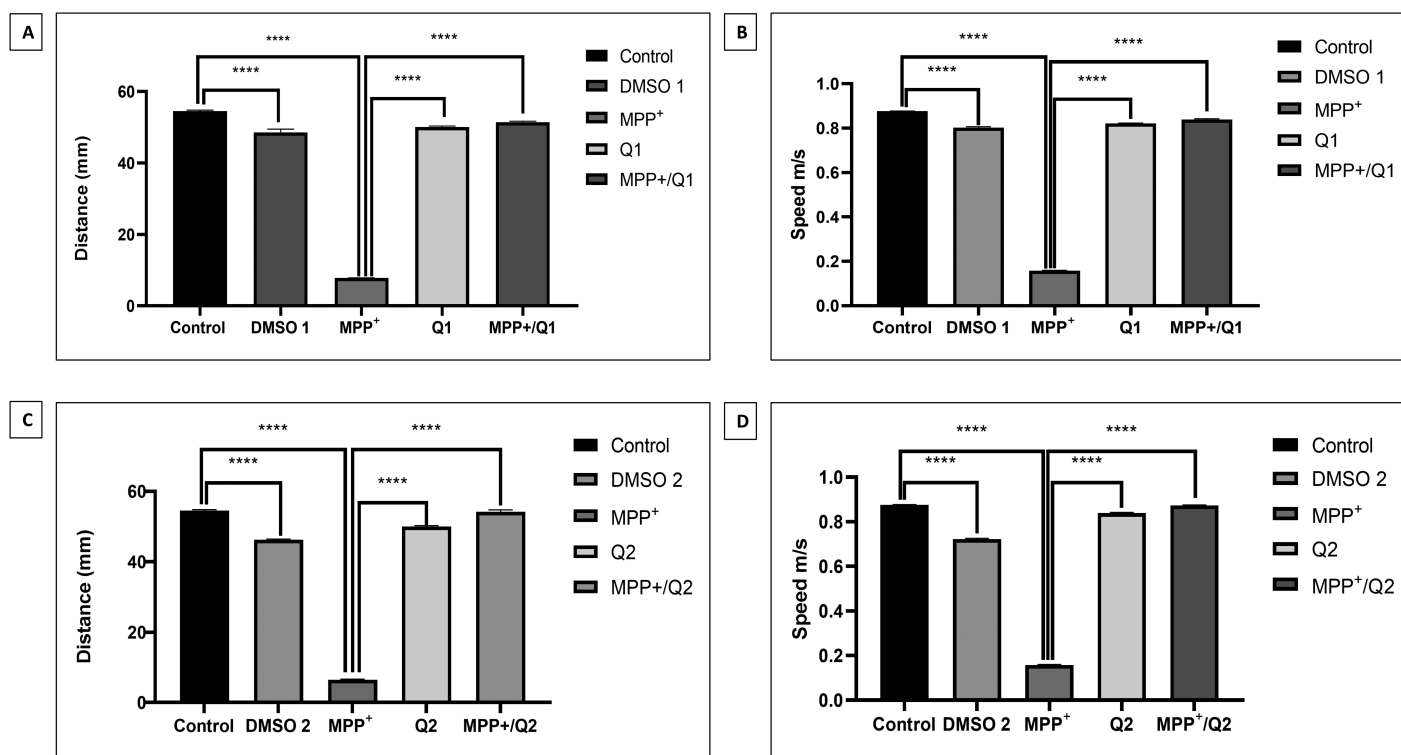 A
****
****
****
****
Control
DMSO 1
MPP⁺
Q1
MPP+/Q1
Distance (mm)
60
40
20
0
Control DMSO 1 MPP⁺ Q1 MPP+/Q1
B
****
****
****
****
Control
DMSO 1
MPP⁺
Q1
MPP+/Q1
Speed m/s
1.0
0.8
0.6
0.4
0.2
0.0
Control DMSO 1 MPP⁺ Q1 MPP+/Q1
C
****
****
****
****
Control
DMSO 2
MPP⁺
Q2
MPP+/Q2
Distance (mm)
60
40
20
0
Control DMSO 2 MPP⁺ Q2 MPP+/Q2
D
****
****
****
****
Control
DMSO 2
MPP⁺
Q2
MPP⁺/Q2
Speed m/s
1.0
0.8
0.6
0.4
0.2
0.0
Control DMSO 2 MPP⁺ Q2 MPP⁺/Q2